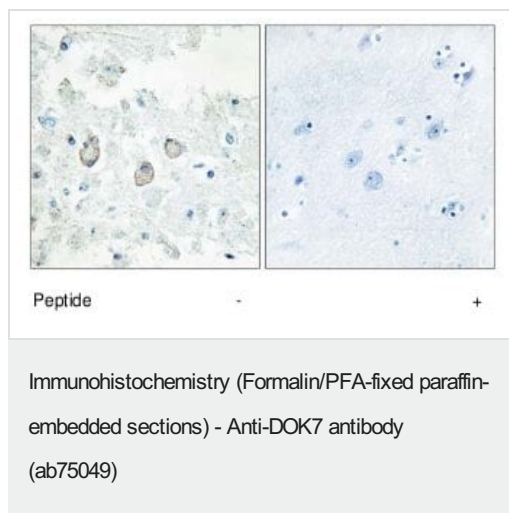 Peptide - +
Immunohistochemistry (Formalin/PFA-fixed paraffin-
embedded sections) - Anti-DOK7 antibody
(ab75049)